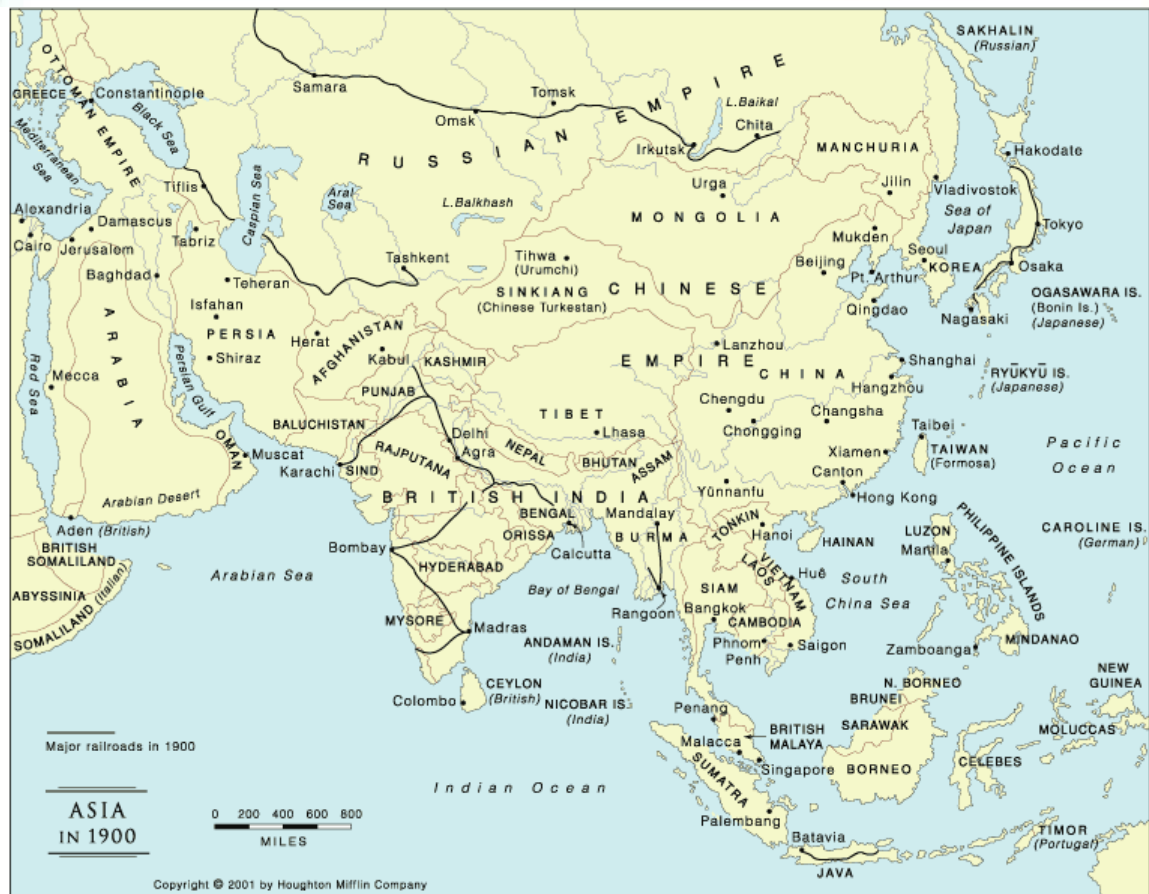 SAKHALIN
(Russian)
OTTOMAN EMPIRE
GREECE
Constantinople
Black Sea
Mediterranean
Sea
Samara
Omsk
Tomsk
RUSSIAN EMPIRE
L.Baikal
Chita
Irkutsk
MANCHURIA
Hakodate
Tiflis
Caspian Sea
Aral
Sea
L.Balkhash
Urga
MONGOLIA
Jilin
Vladivostok
Sea of
Japan
Tokyo
Alexandria
Cairo
Damascus
Jerusalem
Tabriz
Baghdad
Teheran
Tashkent
Tihwa
(Urumchi)
SINKIANG
(Chinese Turkestan)
CHINESE
EMPIRE
Mukden
Beijing
Pt. Arthur
Seoul
KOREA
Osaka
Qingdao
Nagasaki
OGASAWARA IS.
(Bonin Is.)
(Japanese)
Isfahan
PERSIA
Shiraz
Herat
AFGHANISTAN
Kabul
KASHMIR
Lanzhou
CHINA
Shanghai
Hangzhou
RYŪKYŪ IS.
(Japanese)
ARABIA
Red Sea
Mecca
Persian Gulf
PUNJAB
BALUCHISTAN
TIBET
Lhasa
Chengdu
Chongging
Changsha
Taibei
TAIWAN
(Formosa)
Pacific
Ocean
OMAN
Muscat
Karachi
SIND
RAJPUTANA
Delhi
Agra
NEPAL
BHUTAN
ASSAM
Xiamen
Canton
Hong Kong
Yünnanfu
Arabian Desert
BRITISH INDIA
BENGAL
Mandalay
TONKIN
Hanoi
HAINAN
LUZON
Manila
PHILIPPINE ISLANDS
CAROLINE IS.
(German)
Aden (British)
BRITISH
SOMALILAND
ABYSSINIA
SOMALILAND (Italian)
Arabian Sea
Bombay
ORISSA
Calcutta
BURMA
HYDERABAD
Bay of Bengal
Rangoon
LAOS
VIETNAM
Huê
South
China Sea
SIAM
Bangkok
CAMBODIA
MYSORE
Madras
ANDAMAN IS.
(India)
Phnom
Penh
Saigon
Zamboanga
MINDANAO
Colombo
CEYLON
(British)
NICOBAR IS.
(India)
N. BORNEO
BRUNEI
SARAWAK
BORNEO
NEW
GUINEA
MOLUCCAS
Penang
BRITISH
MALAYA
Malacca
Singapore
CELEBES
SUMATRA
Indian Ocean
Palembang
Batavia
JAVA
TIMOR
(Portugal)
Major railroads in 1900
ASIA
IN 1900
0 200 400 600 800
MILES
Copyright © 2001 by Houghton Mifflin Company